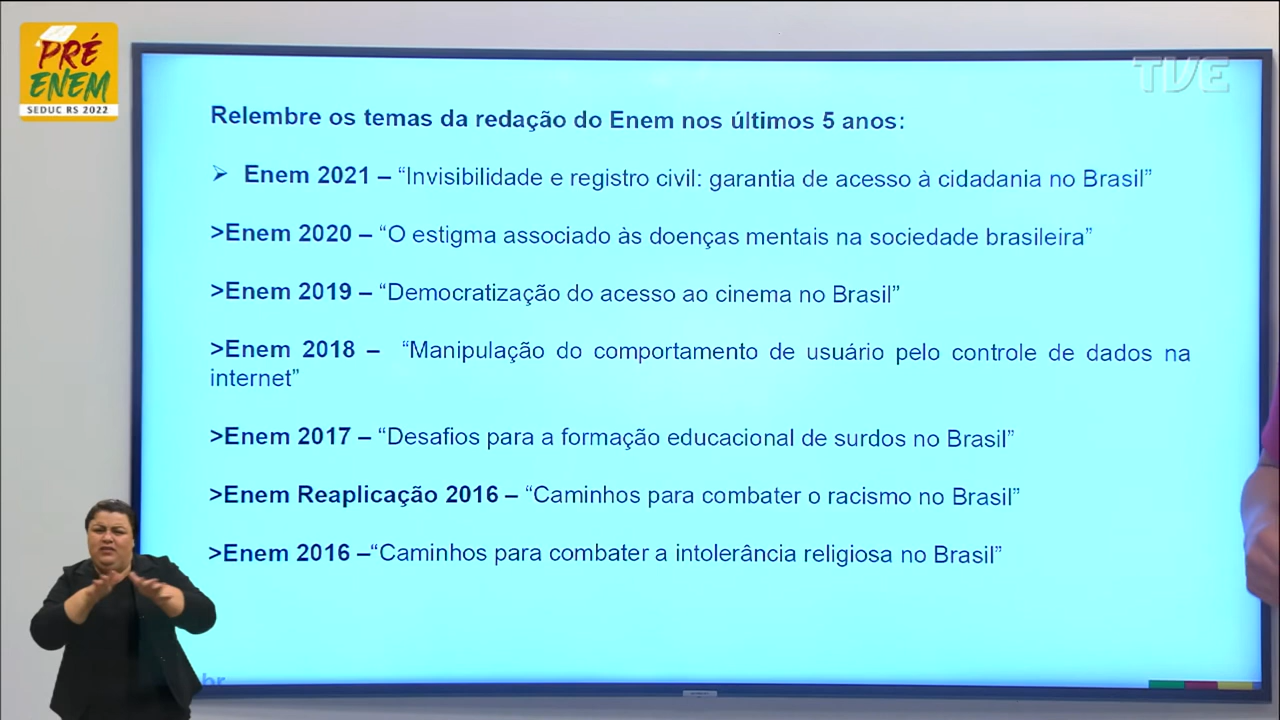 PRÉ
ENEM
SEDUC RS 2022
TVE
Relembre os temas da redação do Enem nos últimos 5 anos:
➢ Enem 2021 – “Invisibilidade e registro civil: garantia de acesso à cidadania no Brasil”
>Enem 2020 – “O estigma associado às doenças mentais na sociedade brasileira”
>Enem 2019 – “Democratização do acesso ao cinema no Brasil”
>Enem 2018 – “Manipulação do comportamento de usuário pelo controle de dados na
internet”
>Enem 2017 – “Desafios para a formação educacional de surdos no Brasil”
>Enem Reaplicação 2016 – “Caminhos para combater o racismo no Brasil”
>Enem 2016 –“Caminhos para combater a intolerância religiosa no Brasil”